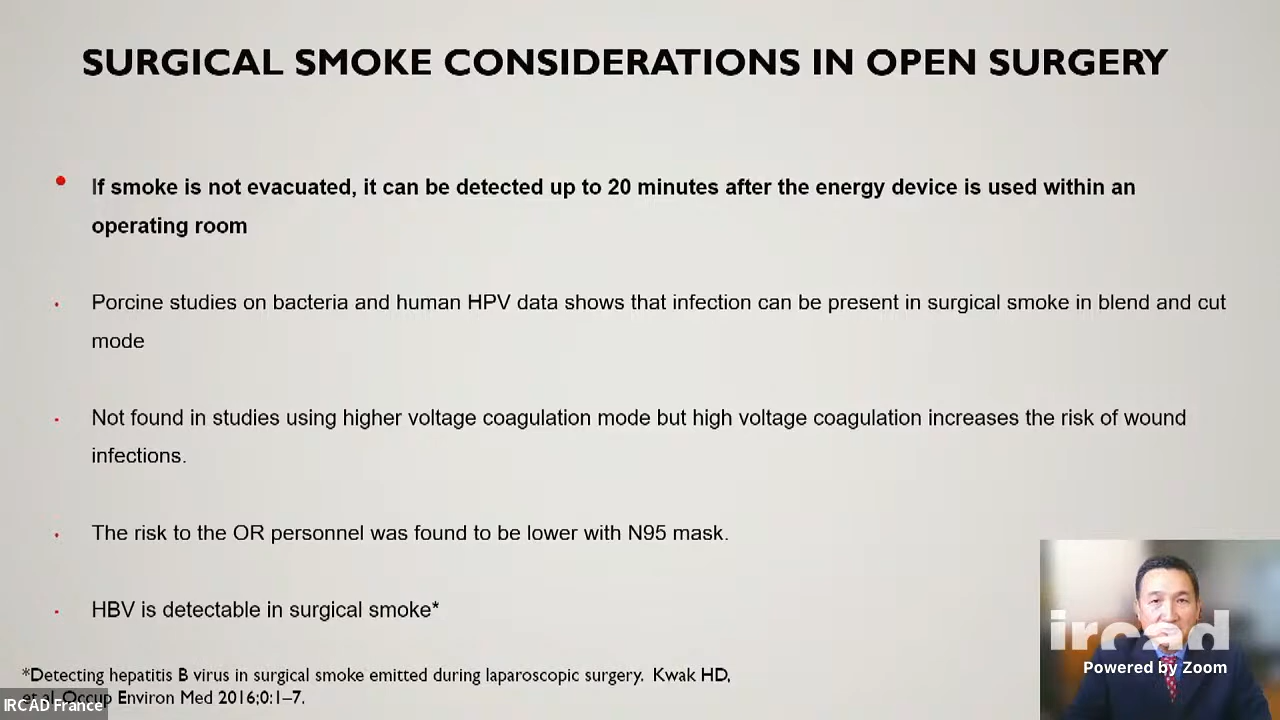 SURGICAL SMOKE CONSIDERATIONS IN OPEN SURGERY
If smoke is not evacuated, it can be detected up to 20 minutes after the energy device is used within an
operating room
Porcine studies on bacteria and human HPV data shows that infection can be present in surgical smoke in blend and cut
mode
Not found in studies using higher voltage coagulation mode but high voltage coagulation increases the risk of wound
infections.
The risk to the OR personnel was found to be lower with N95 mask.
HBV is detectable in surgical smoke*
*Detecting hepatitis B virus in surgical smoke emitted during laparoscopic surgery. Kwak HD,
et al Occup Environ Med 2016;0:1–7.
IRCAD France
ircad
Powered by Zoom